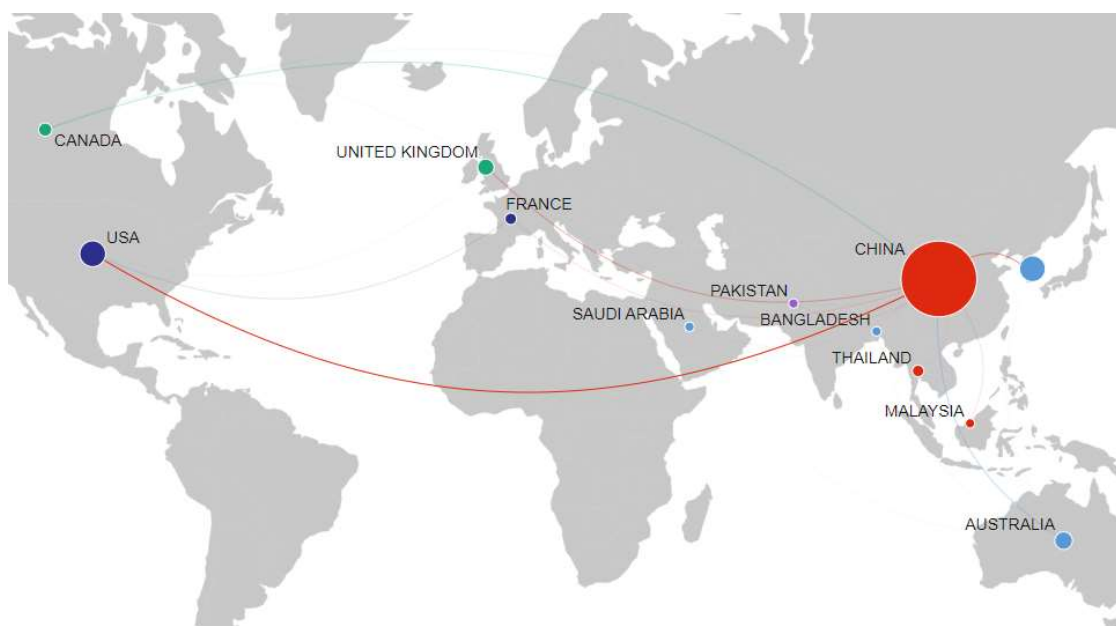 CANADA
UNITED KINGDOM
FRANCE
USA
CHINA
PAKISTAN
SAUDI ARABIA
BANGLADESH
THAILAND
MALAYSIA
AUSTRALIA